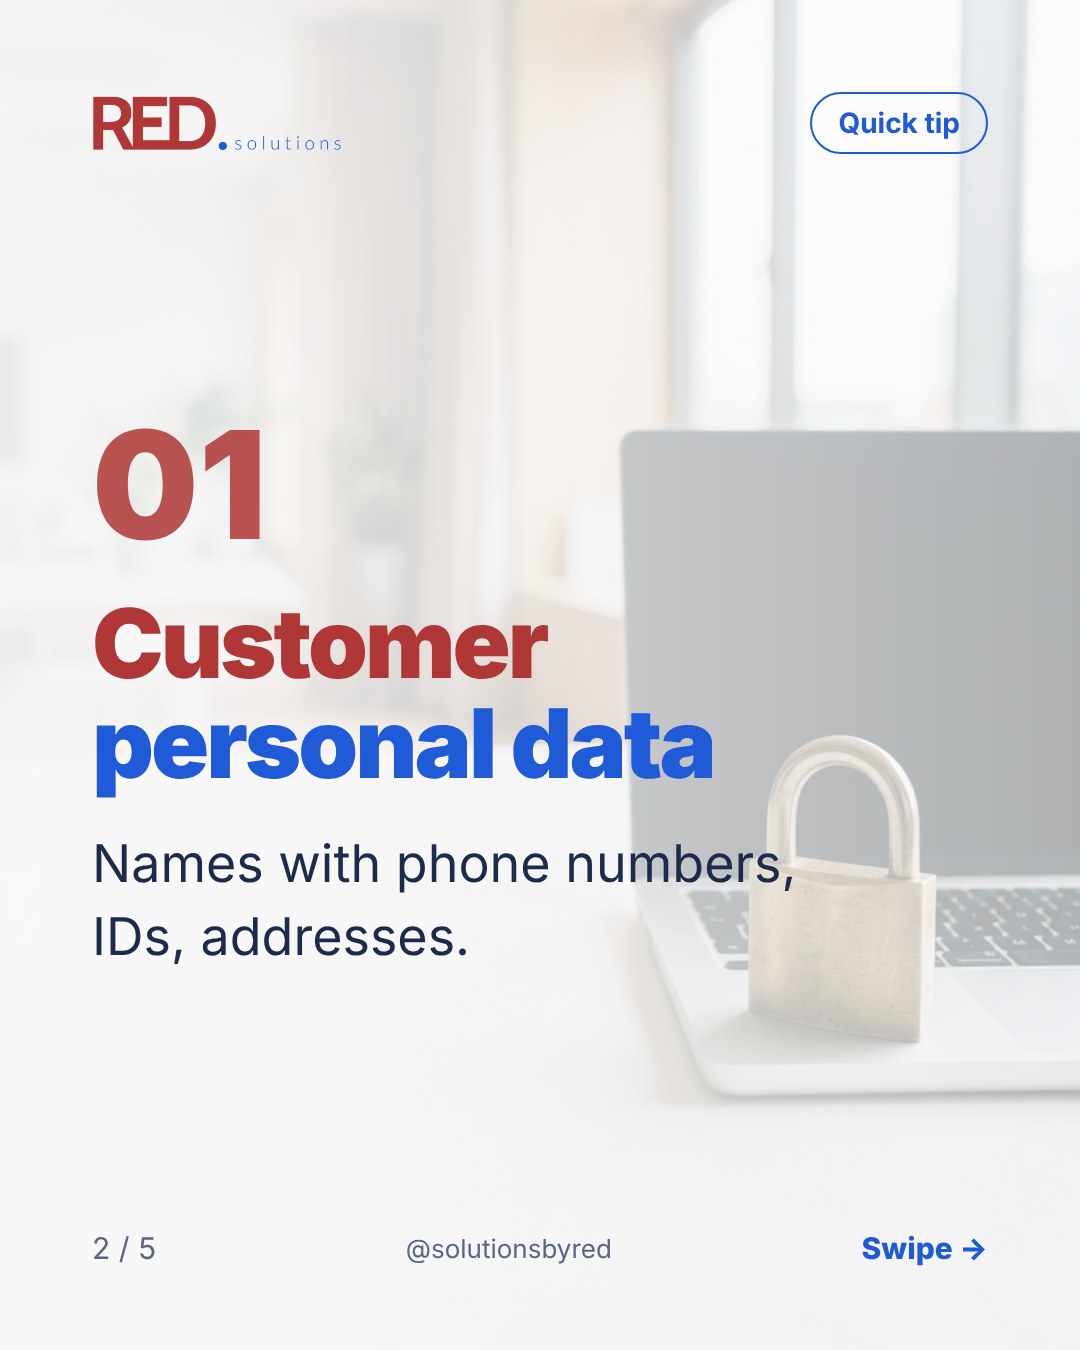 RED.solutions
Quick tip
01
Customer
personal data
Names with phone numbers,
IDs, addresses.
2 / 5
@solutionsbyred
Swipe →